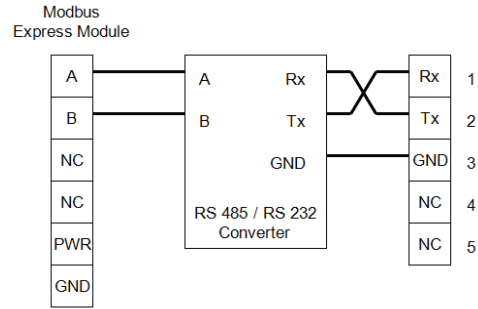 Modbus
Express Module
A
B
NC
NC
PWR
GND
A Rx
B Tx
GND
RS 485 / RS 232
Converter
Rx 1
Tx 2
GND 3
NC 4
NC 5